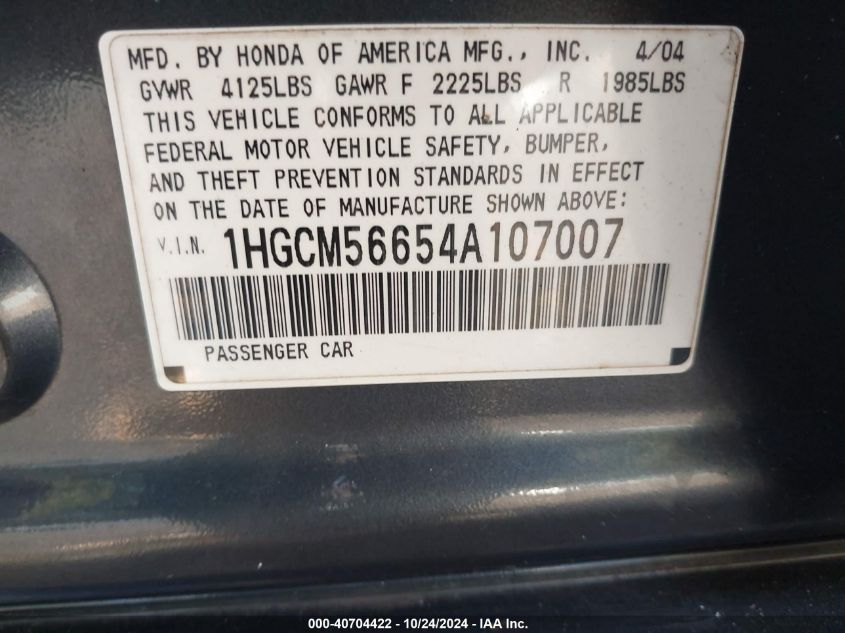 MFD. BY HONDA OF AMERICA MFG., INC. 4/04
GVWR 4125LBS GAWR F 2225LBS R 1985LBS
THIS VEHICLE CONFORMS TO ALL APPLICABLE
FEDERAL MOTOR VEHICLE SAFETY, BUMPER,
AND THEFT PREVENTION STANDARDS IN EFFECT
ON THE DATE OF MANUFACTURE SHOWN ABOVE:
V.I.N. 1HGCM56654A107007
PASSENGER CAR
000-40704422 - 10/24/2024 - IAA Inc.